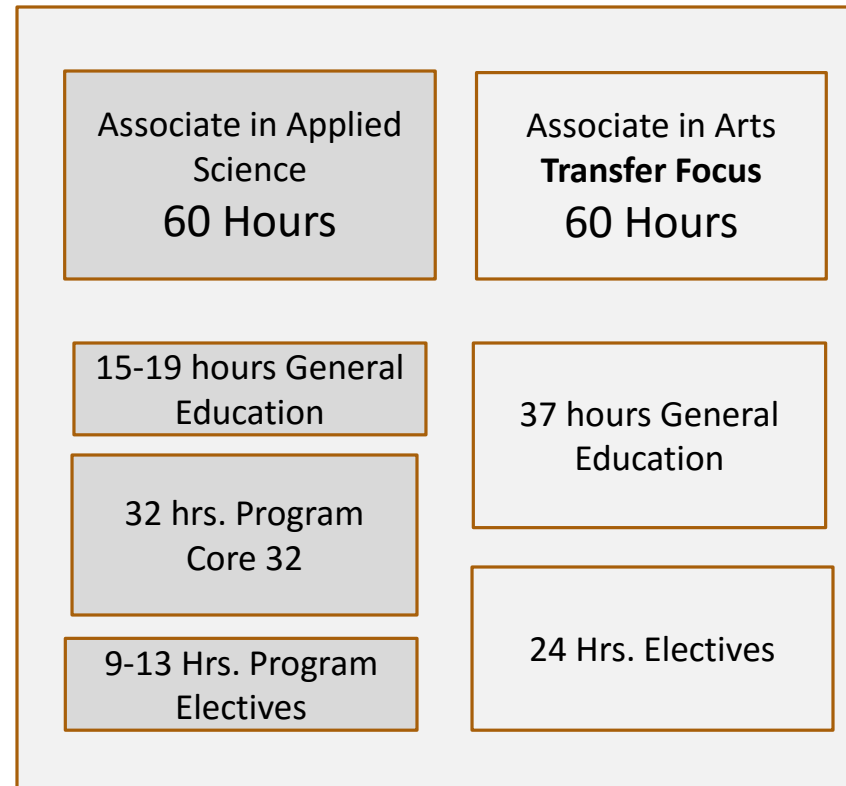 Associate in Applied
Science
60 Hours
15-19 hours General
Education
32 hrs. Program
Core 32
9-13 Hrs. Program
Electives
Associate in Arts
Transfer Focus
60 Hours
37 hours General
Education
24 Hrs. Electives